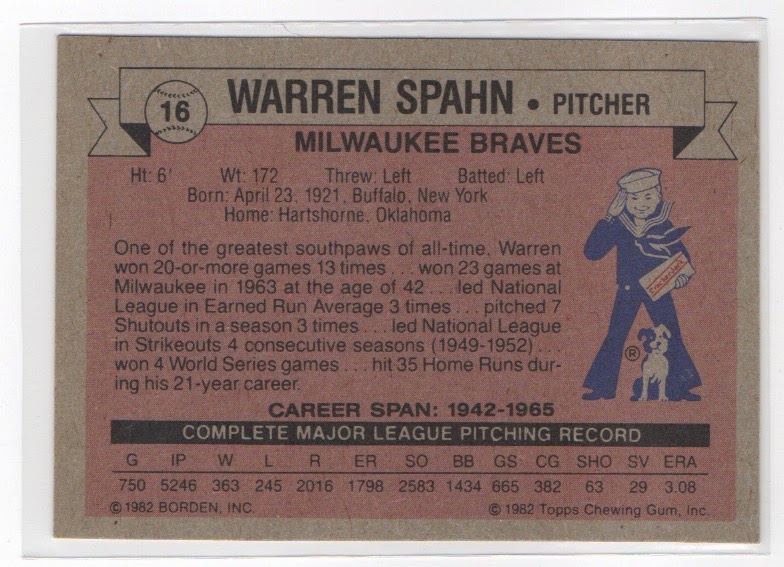 16 WARREN SPAHN • PITCHER
MILWAUKEE BRAVES
Ht: 6' Wt: 172 Threw: Left Batted: Left
Born: April 23, 1921, Buffalo, New York
Home: Hartshorne, Oklahoma
One of the greatest southpaws of all-time, Warren
won 20-or-more games 13 times . . . won 23 games at
Milwaukee in 1963 at the age of 42 . . . led National
League in Earned Run Average 3 times . . . pitched 7
Shutouts in a season 3 times . . . led National League
in Strikeouts 4 consecutive seasons (1949-1952) . . .
won 4 World Series games . . . hit 35 Home Runs dur-
ing his 21-year career.
Cracker Jack
®
CAREER SPAN: 1942-1965
COMPLETE MAJOR LEAGUE PITCHING RECORD
G IP W L R ER SO BB GS CG SHO SV ERA
750 5246 363 245 2016 1798 2583 1434 665 382 63 29 3.08
© 1982 BORDEN, INC. © 1982 Topps Chewing Gum, Inc.